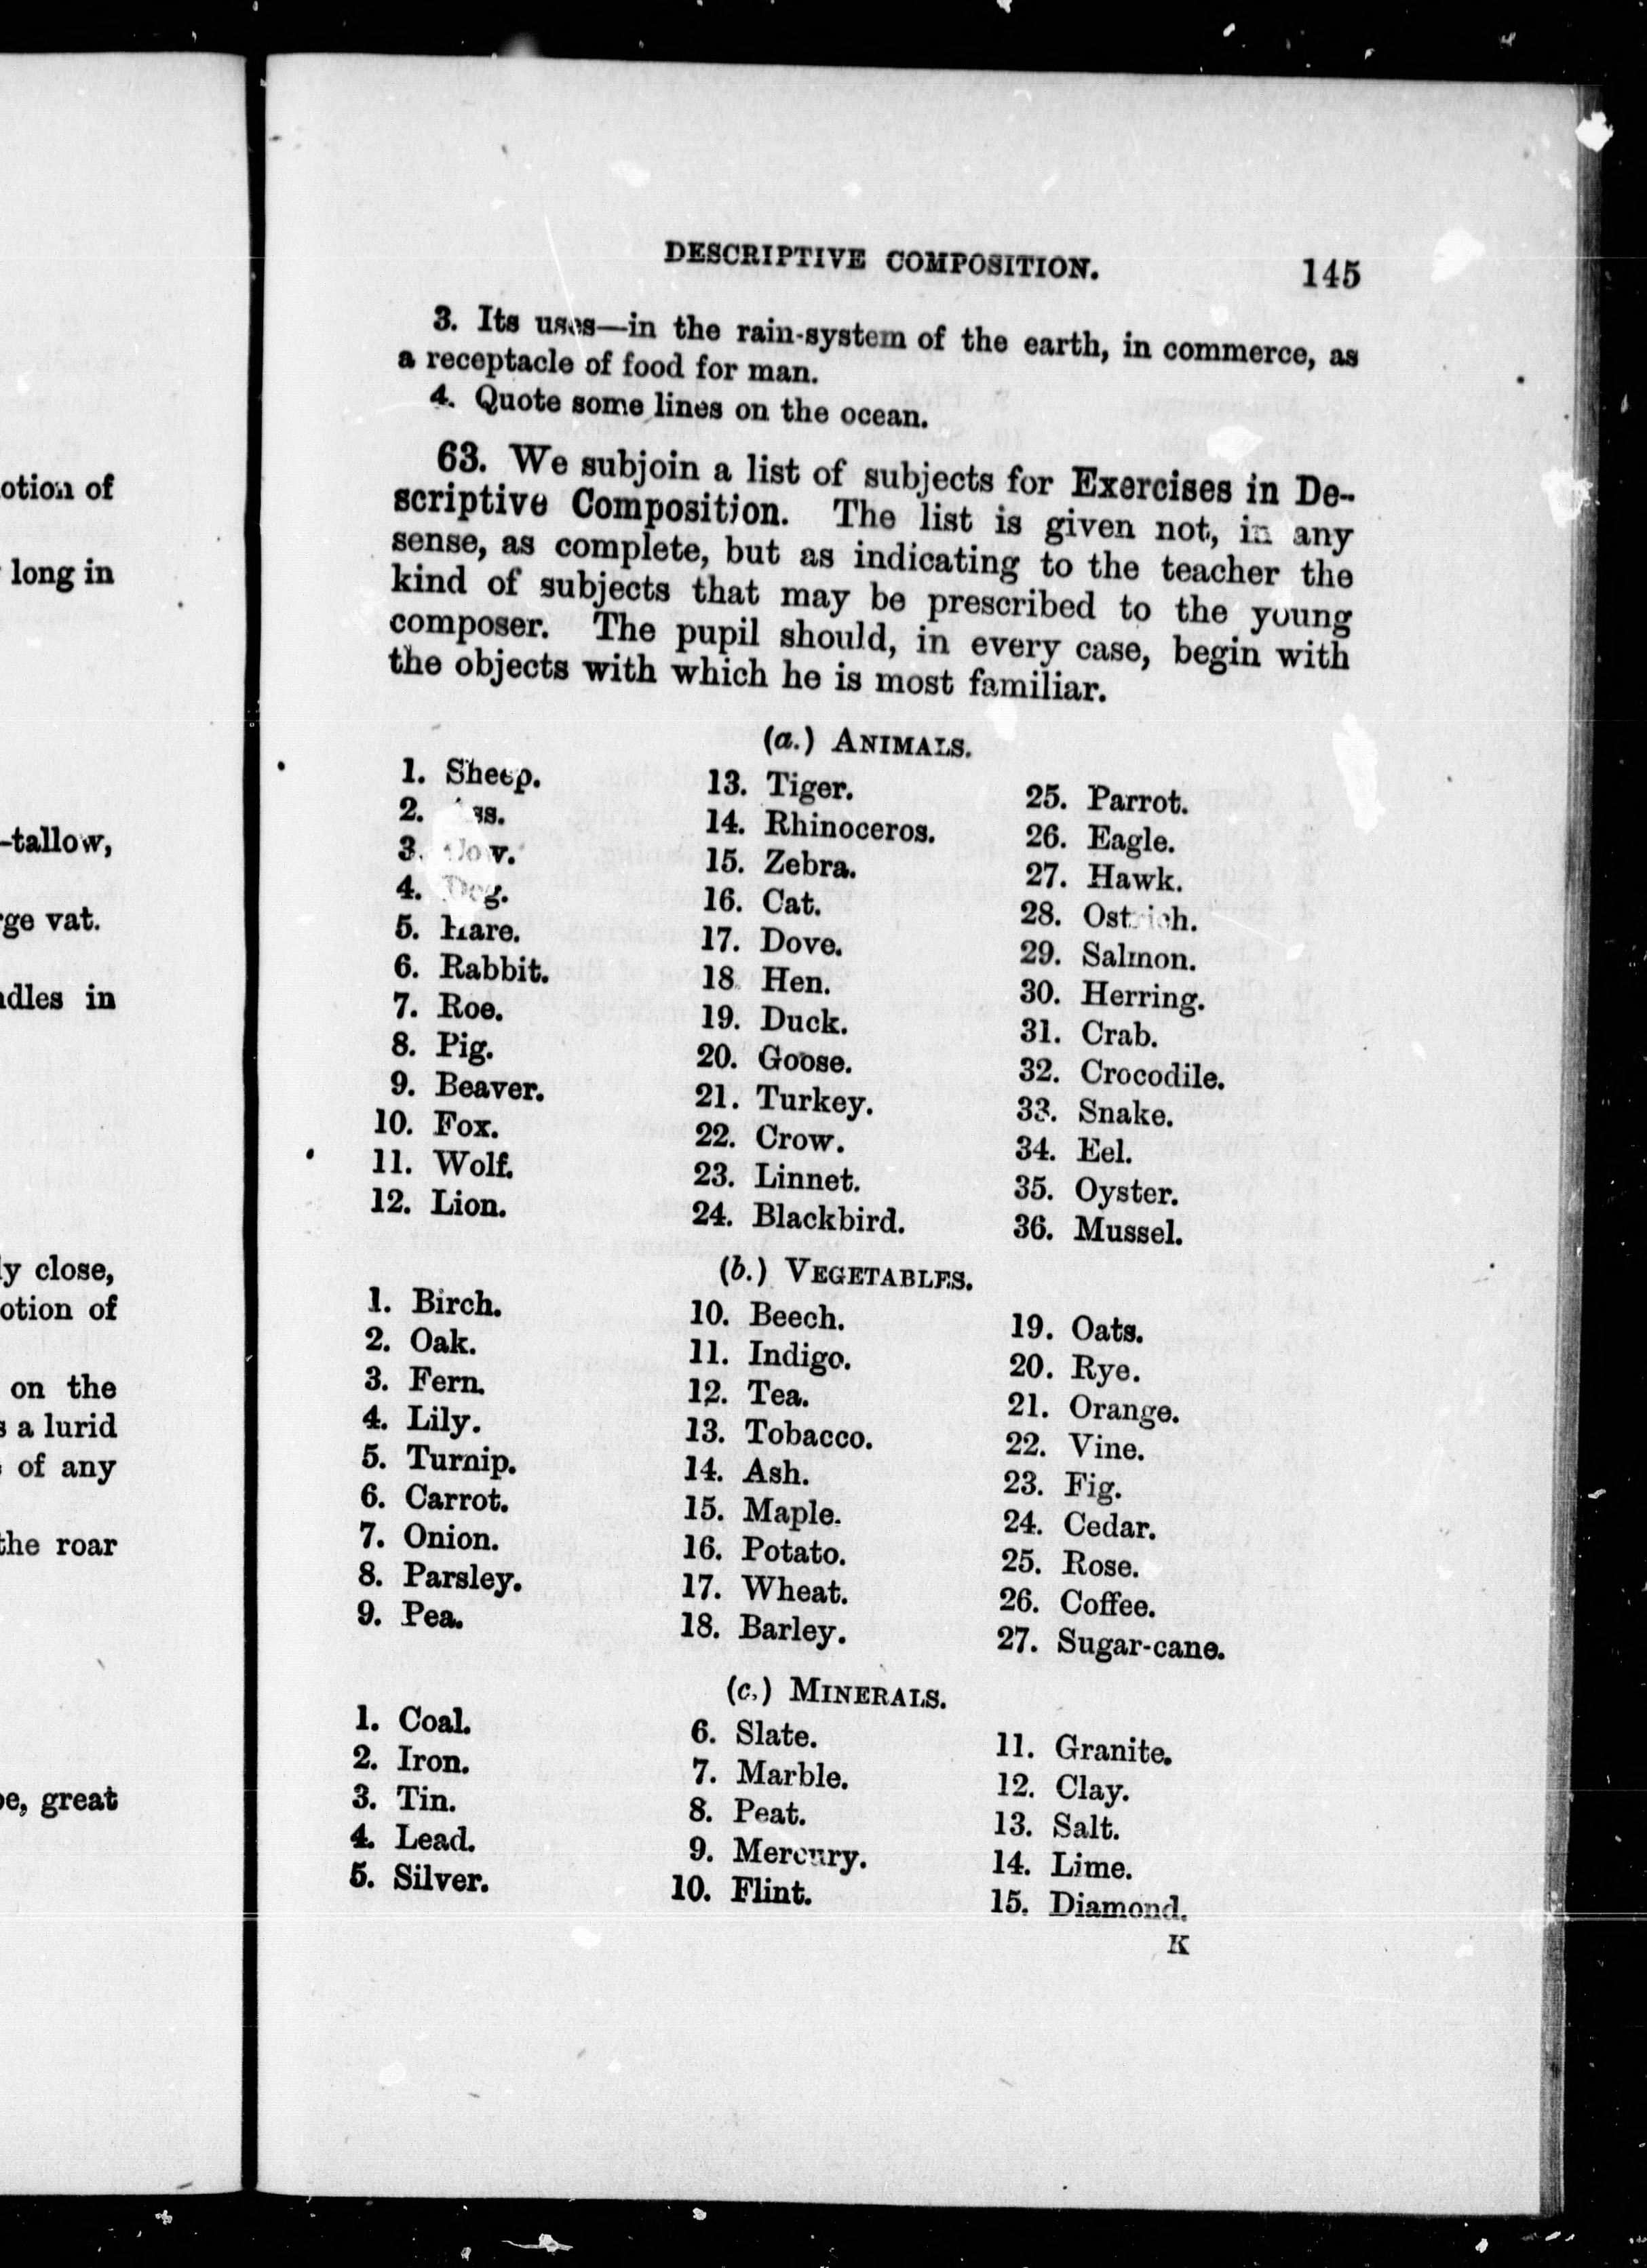 otion of
long in
-tallow,
ge vat.
dles in
y close,
otion of
on the
s a lurid
of any
the roar
e, great
DESCRIPTIVE COMPOSITION. 145
3. Its uses—in the rain-system of the earth, in commerce, as
a receptacle of food for man.
4. Quote some lines on the ocean.
63. We subjoin a list of subjects for Exercises in De-
scriptive Composition. The list is given not, in any
sense, as complete, but as indicating to the teacher the
kind of subjects that may be prescribed to the young
composer. The pupil should, in every case, begin with
the objects with which he is most familiar.
(a.) ANIMALS.
1. Sheep.
2. Ass.
3. Cow.
4. Dog.
5. Hare.
6. Rabbit.
7. Roe.
8. Pig.
9. Beaver.
10. Fox.
11. Wolf.
12. Lion.
13. Tiger.
14. Rhinoceros.
15. Zebra.
16. Cat.
17. Dove.
18. Hen.
19. Duck.
20. Goose.
21. Turkey.
22. Crow.
23. Linnet.
24. Blackbird.
25. Parrot.
26. Eagle.
27. Hawk.
28. Ostrich.
29. Salmon.
30. Herring.
31. Crab.
32. Crocodile.
33. Snake.
34. Eel.
35. Oyster.
36. Mussel.
(b.) VEGETABLES.
1. Birch.
2. Oak.
3. Fern.
4. Lily.
5. Turnip.
6. Carrot.
7. Onion.
8. Parsley.
9. Pea.
10. Beech.
11. Indigo.
12. Tea.
13. Tobacco.
14. Ash.
15. Maple.
16. Potato.
17. Wheat.
18. Barley.
19. Oats.
20. Rye.
21. Orange.
22. Vine.
23. Fig.
24. Cedar.
25. Rose.
26. Coffee.
27. Sugar-cane.
(c.) MINERALS.
1. Coal.
2. Iron.
3. Tin.
4. Lead.
5. Silver.
6. Slate.
7. Marble.
8. Peat.
9. Mercury.
10. Flint.
11. Granite.
12. Clay.
13. Salt.
14. Lime.
15. Diamond.
K